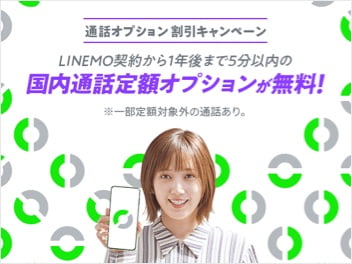 通話オプション 割引キャンペーン
LINEMO契約から1年後まで5分以内の
国内通話定額オプションが無料!
※一部定額対象外の通話あり。